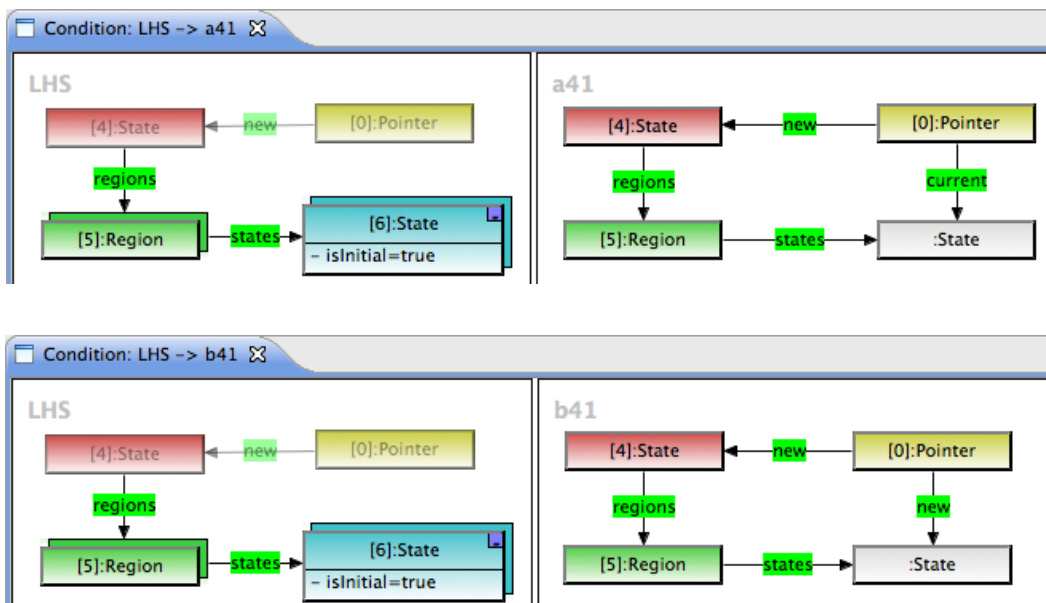 Condition: LHS -> a41
LHS
[4]:State
new
[0]:Pointer
regions
[5]:Region
states
[6]:State
- isInitial=true
a41
[4]:State
new
[0]:Pointer
regions
current
[5]:Region
states
:State
Condition: LHS -> b41
LHS
[4]:State
new
[0]:Pointer
regions
[5]:Region
states
[6]:State
- isInitial=true
b41
[4]:State
new
[0]:Pointer
regions
new
[5]:Region
states
:State